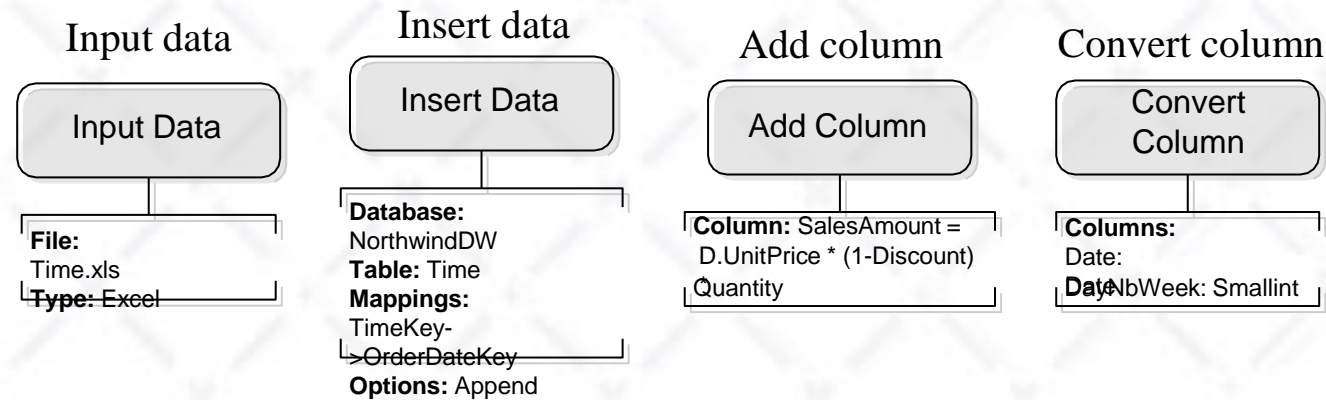 Input data
Input Data
File:
Time.xls
Type: Excel
Insert data
Insert Data
Database:
NorthwindDW
Table: Time
Mappings:
TimeKey-
>OrderDateKey
Options: Append
Add column
Add Column
Column: SalesAmount =
D.UnitPrice * (1-Discount)
*
Quantity
Convert column
Convert
Column
Columns:
Date:
Date
DayNbWeek: Smallint